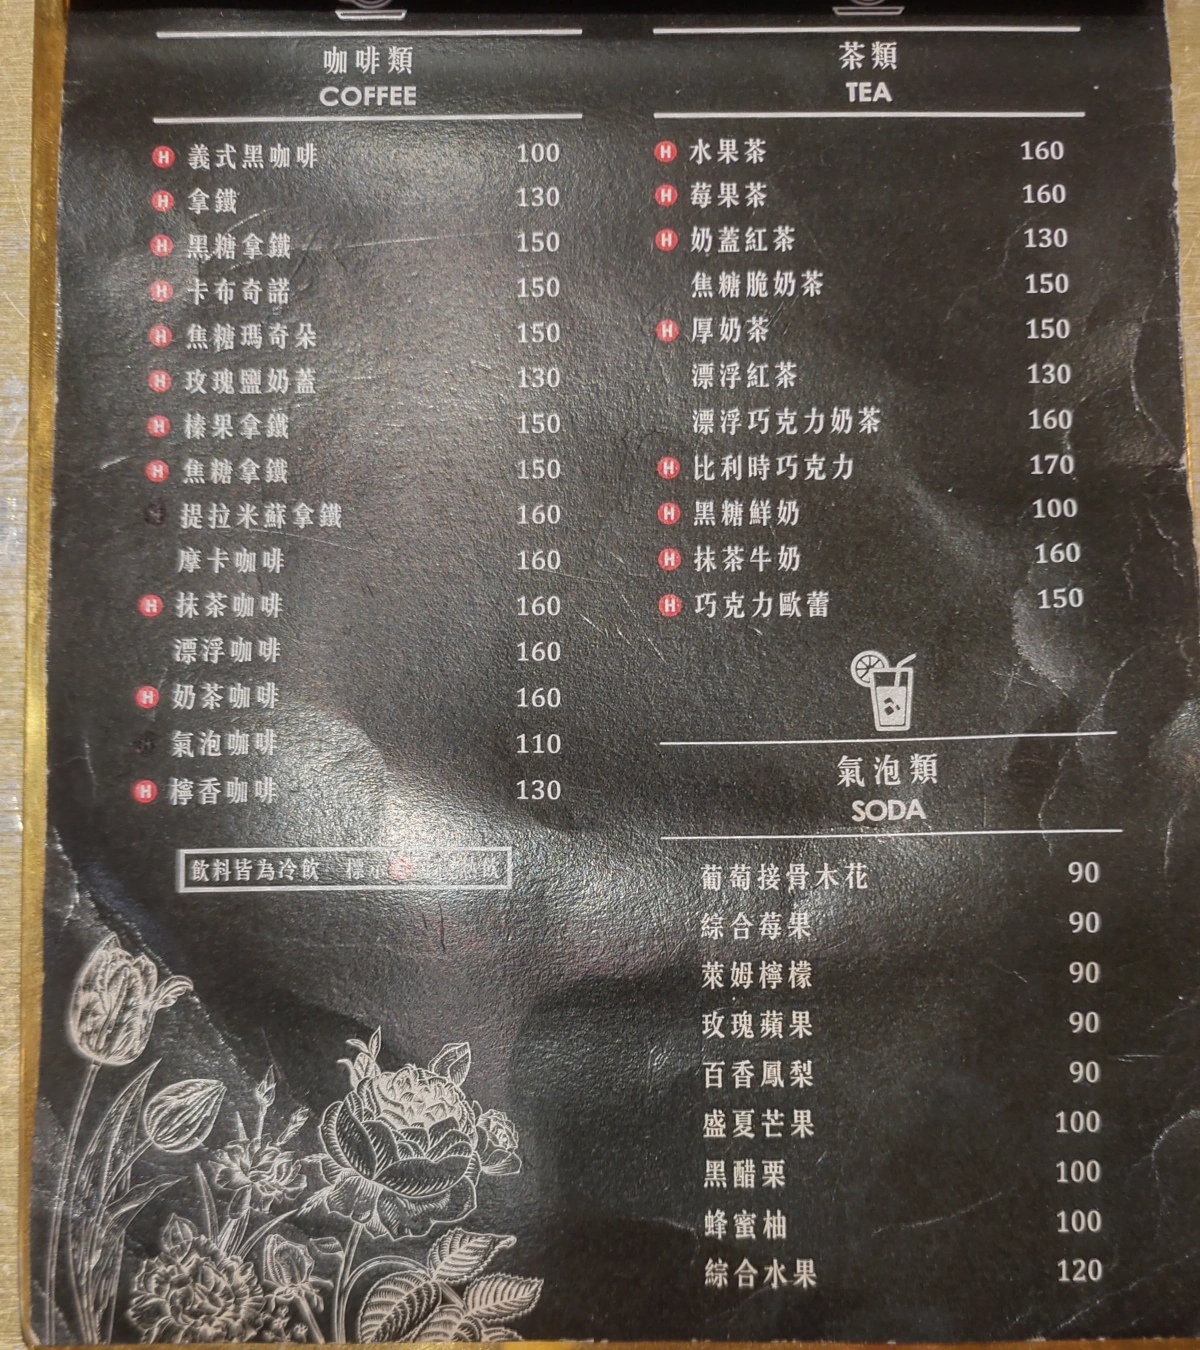 咖啡類
COFFEE
H 義式黑咖啡 100
H 拿鐵 130
H 黑糖拿鐵 150
H 卡布奇諾 150
H 焦糖瑪奇朵 150
H 玫瑰鹽奶蓋 130
H 榛果拿鐵 150
H 焦糖拿鐵 150
提拉米蘇拿鐵 160
摩卡咖啡 160
H 抹茶咖啡 160
漂浮咖啡 160
H 奶茶咖啡 160
氣泡咖啡 110
H 檸香咖啡 130
飲料皆為冷飲 標示 熱飲
茶類
TEA
H 水果茶 160
H 莓果茶 160
H 奶蓋紅茶 130
焦糖脆奶茶 150
H 厚奶茶 150
漂浮紅茶 130
漂浮巧克力奶茶 160
H 比利時巧克力 170
H 黑糖鮮奶 100
H 抹茶牛奶 160
H 巧克力歐蕾 150
氣泡類
SODA
葡萄接骨木花 90
綜合莓果 90
萊姆檸檬 90
玫瑰蘋果 90
百香鳳梨 90
盛夏芒果 100
黑醋栗 100
蜂蜜柚 100
綜合水果 120